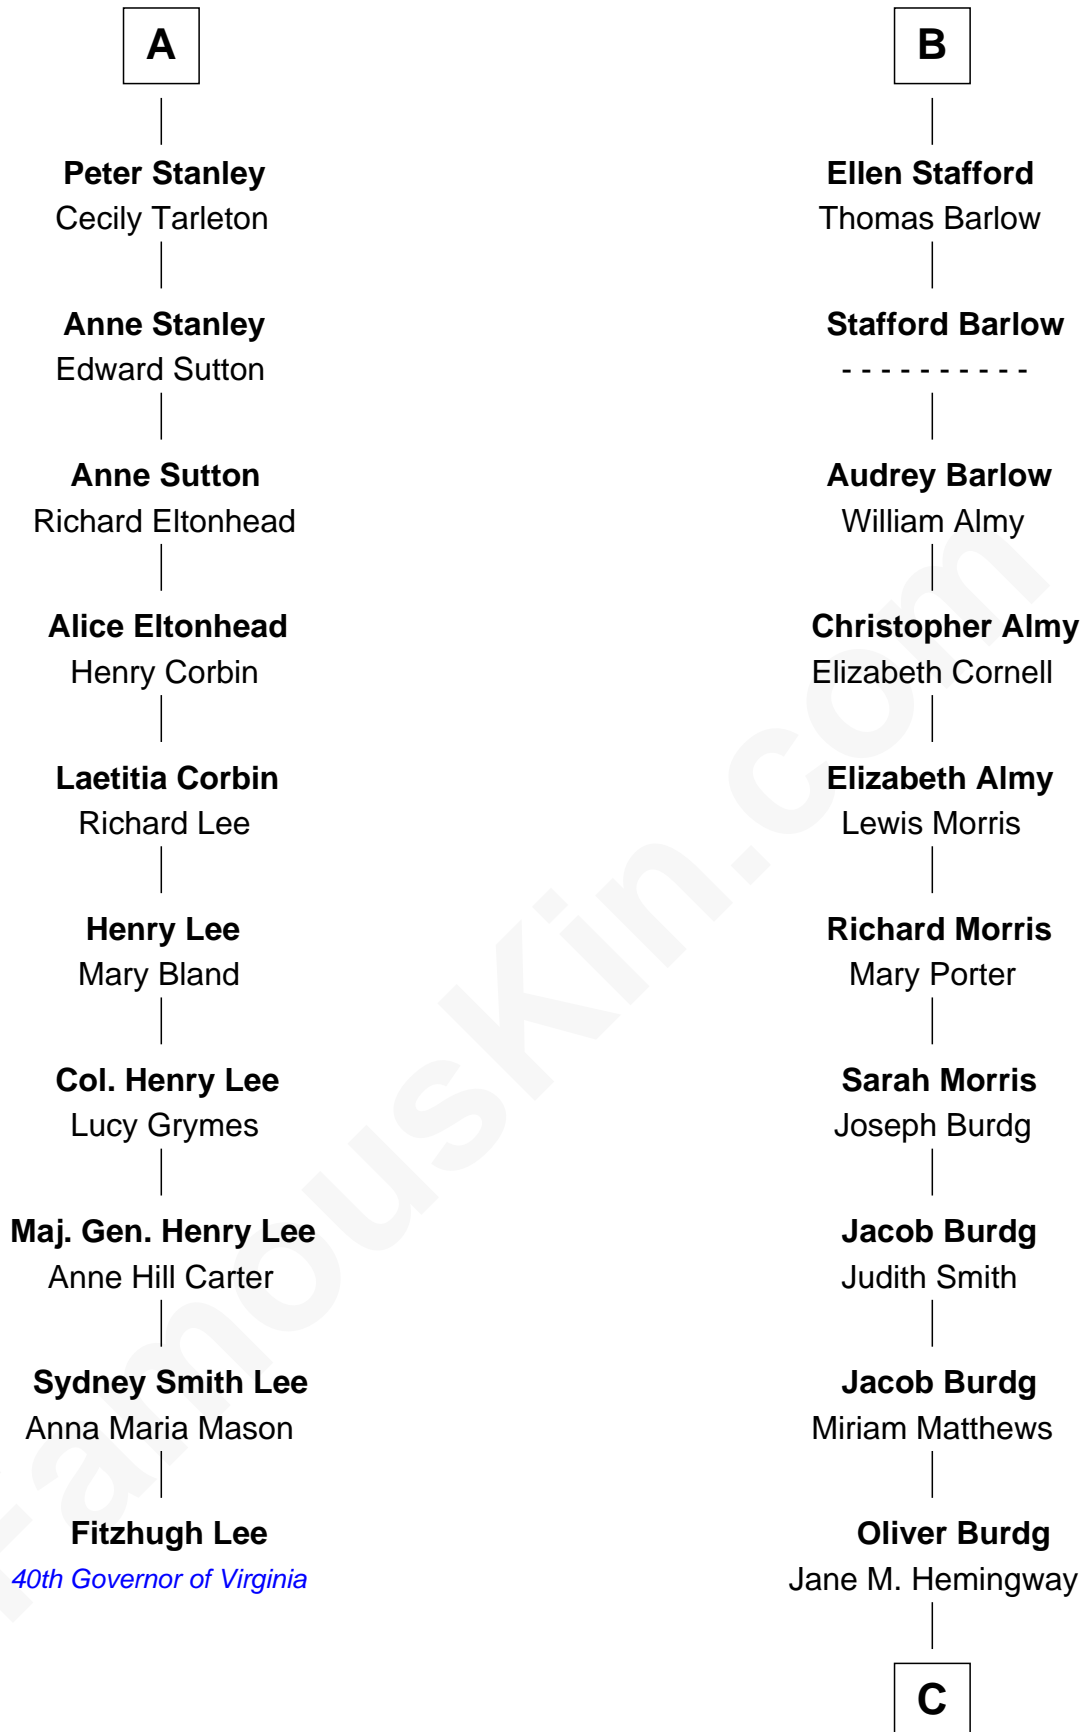 A
Peter Stanley
Cecily Tarleton
Anne Stanley
Edward Sutton
Anne Sutton
Richard Eltonhead
Alice Eltonhead
Henry Corbin
Laetitia Corbin
Richard Lee
Henry Lee
Mary Bland
Col. Henry Lee
Lucy Grymes
Maj. Gen. Henry Lee
Anne Hill Carter
Sydney Smith Lee
Anna Maria Mason
Fitzhugh Lee
40th Governor of Virginia
B
Ellen Stafford
Thomas Barlow
Stafford Barlow
- - - - - - - - - -
Audrey Barlow
William Almy
Christopher Almy
Elizabeth Cornell
Elizabeth Almy
Lewis Morris
Richard Morris
Mary Porter
Sarah Morris
Joseph Burdg
Jacob Burdg
Judith Smith
Jacob Burdg
Miriam Matthews
Oliver Burdg
Jane M. Hemingway
C
FamousKin.com